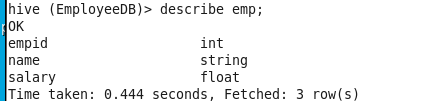 hive (EmployeeDB)> describe emp;
OK
empid                   int
name                    string
salary                  float
Time taken: 0.444 seconds, Fetched: 3 row(s)